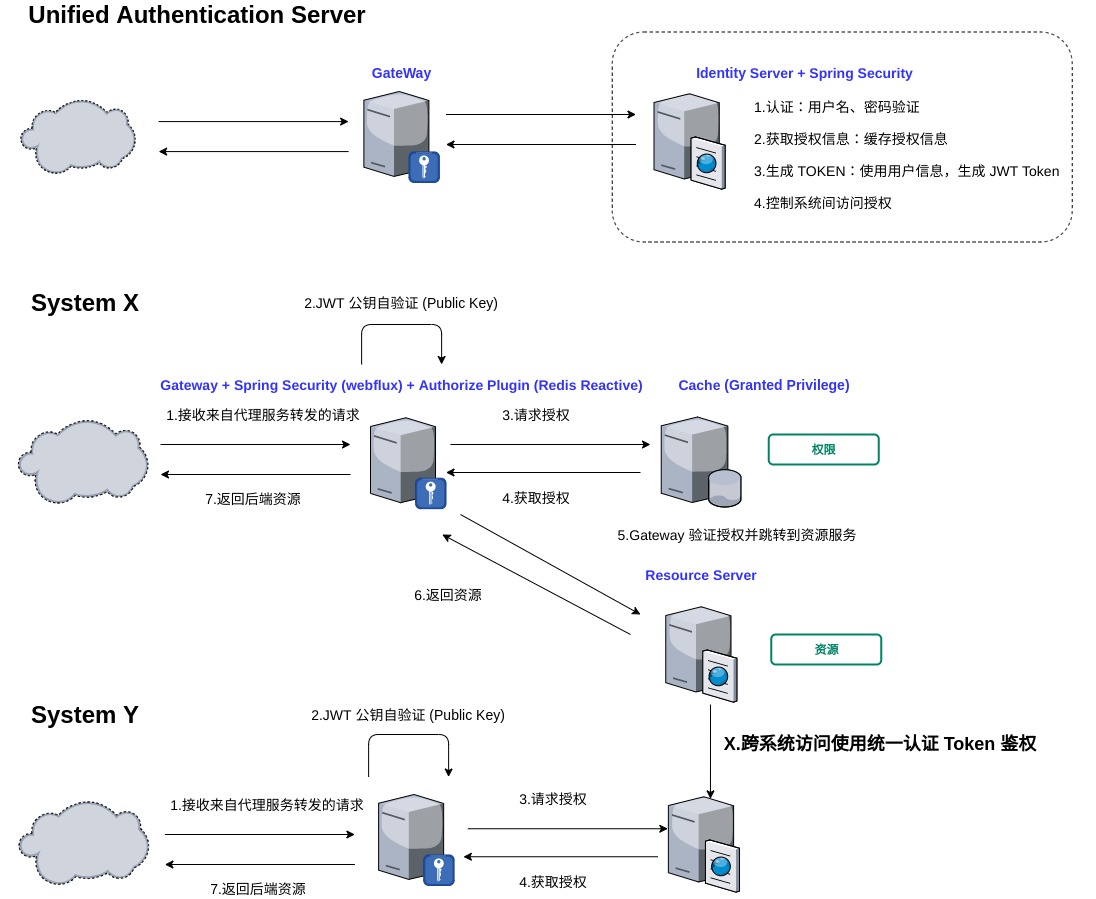 Unified Authentication Server
GateWay
Identity Server + Spring Security
1.认证：用户名、密码验证
2.获取授权信息：缓存授权信息
3.生成 TOKEN：使用用户信息，生成 JWT Token
4.控制系统间访问授权
System X
2.JWT 公钥自验证 (Public Key)
Gateway + Spring Security (webflux) + Authorize Plugin (Redis Reactive)
Cache (Granted Privilege)
1.接收来自代理服务转发的请求
3.请求授权
权限
7.返回后端资源
4.获取授权
5.Gateway 验证授权并跳转到资源服务
Resource Server
6.返回资源
资源
System Y
2.JWT 公钥自验证 (Public Key)
X.跨系统访问使用统一认证 Token 鉴权
1.接收来自代理服务转发的请求
3.请求授权
7.返回后端资源
4.获取授权